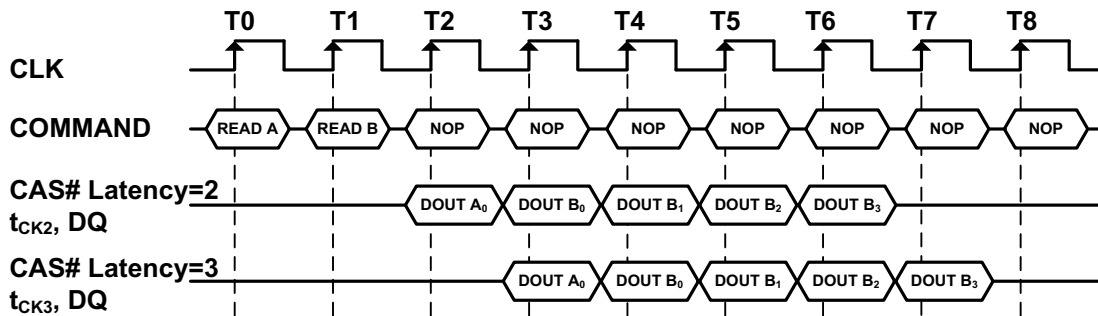 T0 T1 T2 T3 T4 T5 T6 T7 T8
CLK
COMMAND READ A READ B NOP NOP NOP NOP NOP NOP NOP
CAS# Latency=2
tCK2, DQ DOUT A0 DOUT B0 DOUT B1 DOUT B2 DOUT B3
CAS# Latency=3
tCK3, DQ DOUT A0 DOUT B0 DOUT B1 DOUT B2 DOUT B3